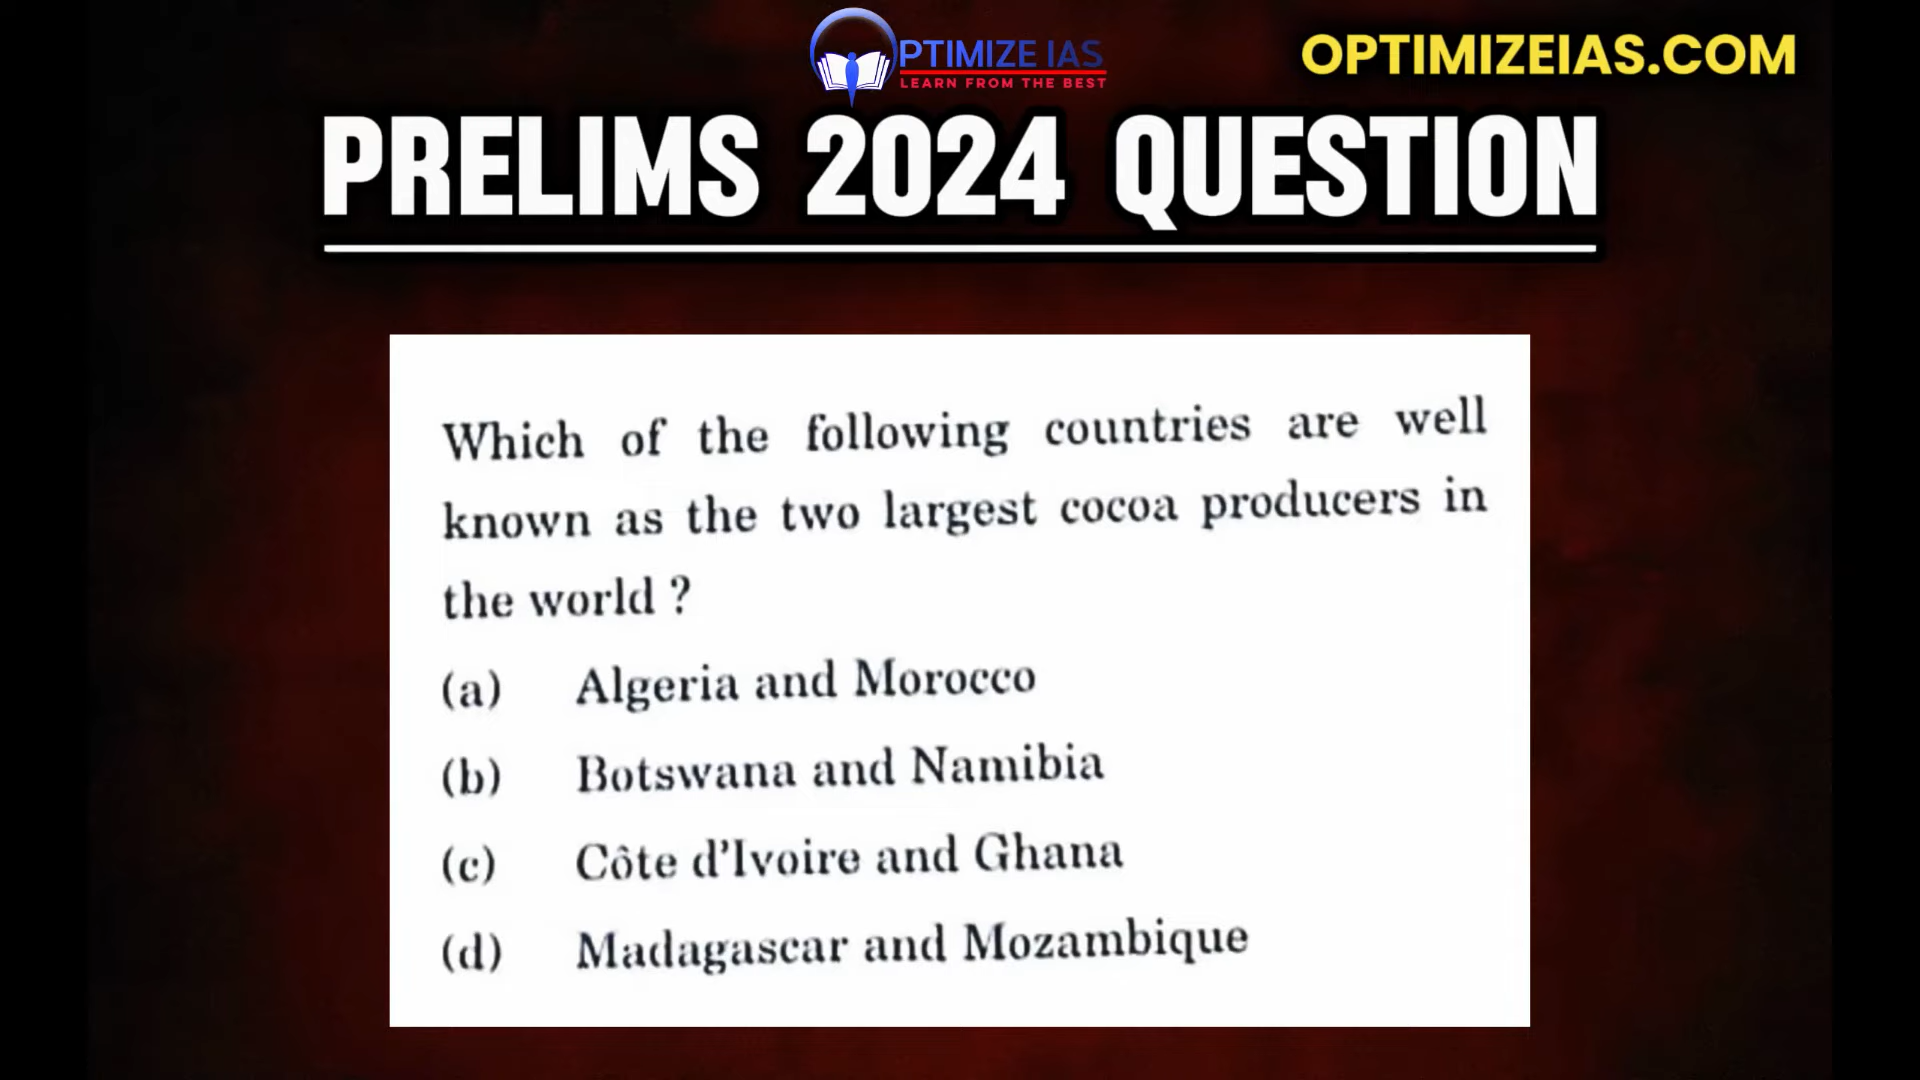 OPTIMIZE IAS
LEARN FROM THE BEST
OPTIMIZEIAS.COM
PRELIMS 2024 QUESTION
Which of the following countries are well
known as the two largest cocoa producers in
the world ?
(a) Algeria and Morocco
(b) Botswana and Namibia
(c) Côte d'Ivoire and Ghana
(d) Madagascar and Mozambique